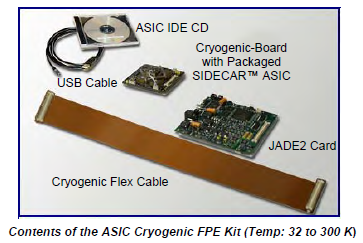 ASIC IDE CD
Cryogenic-Board
with Packaged
SIDECAR™ ASIC
USB Cable
JADE2 Card
Cryogenic Flex Cable
Contents of the ASIC Cryogenic FPE Kit (Temp: 32 to 300 K)